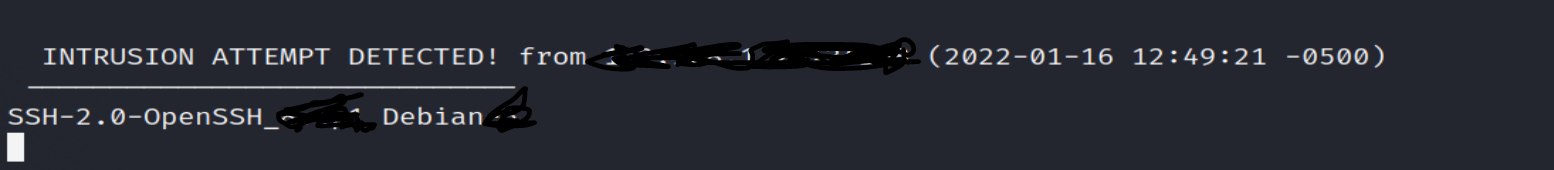 INTRUSION ATTEMPT DETECTED! from (2022-01-16 12:49:21 -0500)
SSH-2.0-OpenSSH_ Debian